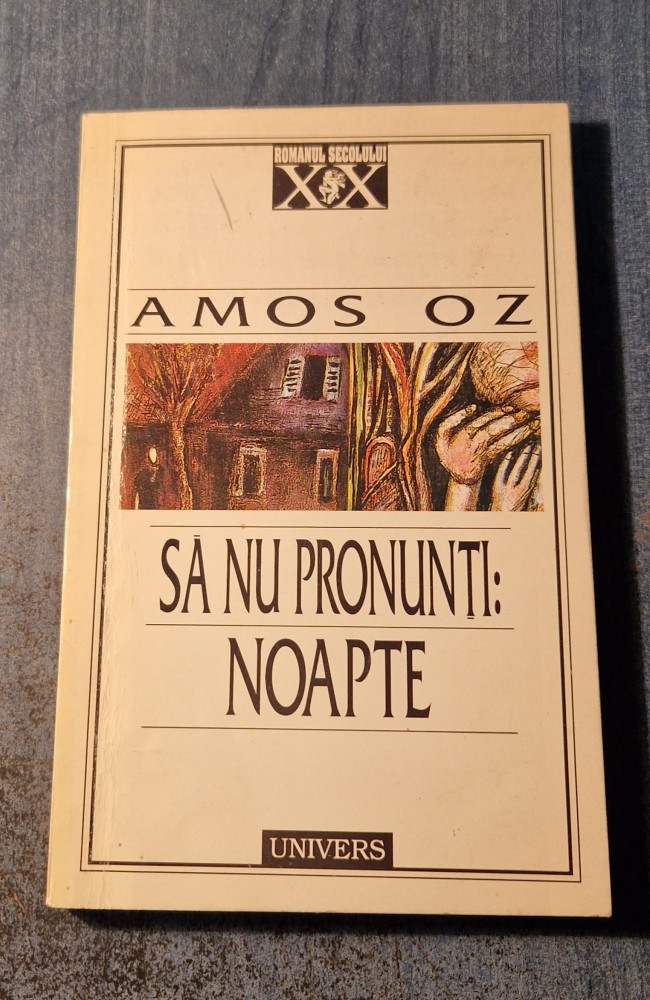 ROMANUL SECOLULUI
XX
AMOS OZ
SĂ NU PRONUNȚI:
NOAPTE
UNIVERS